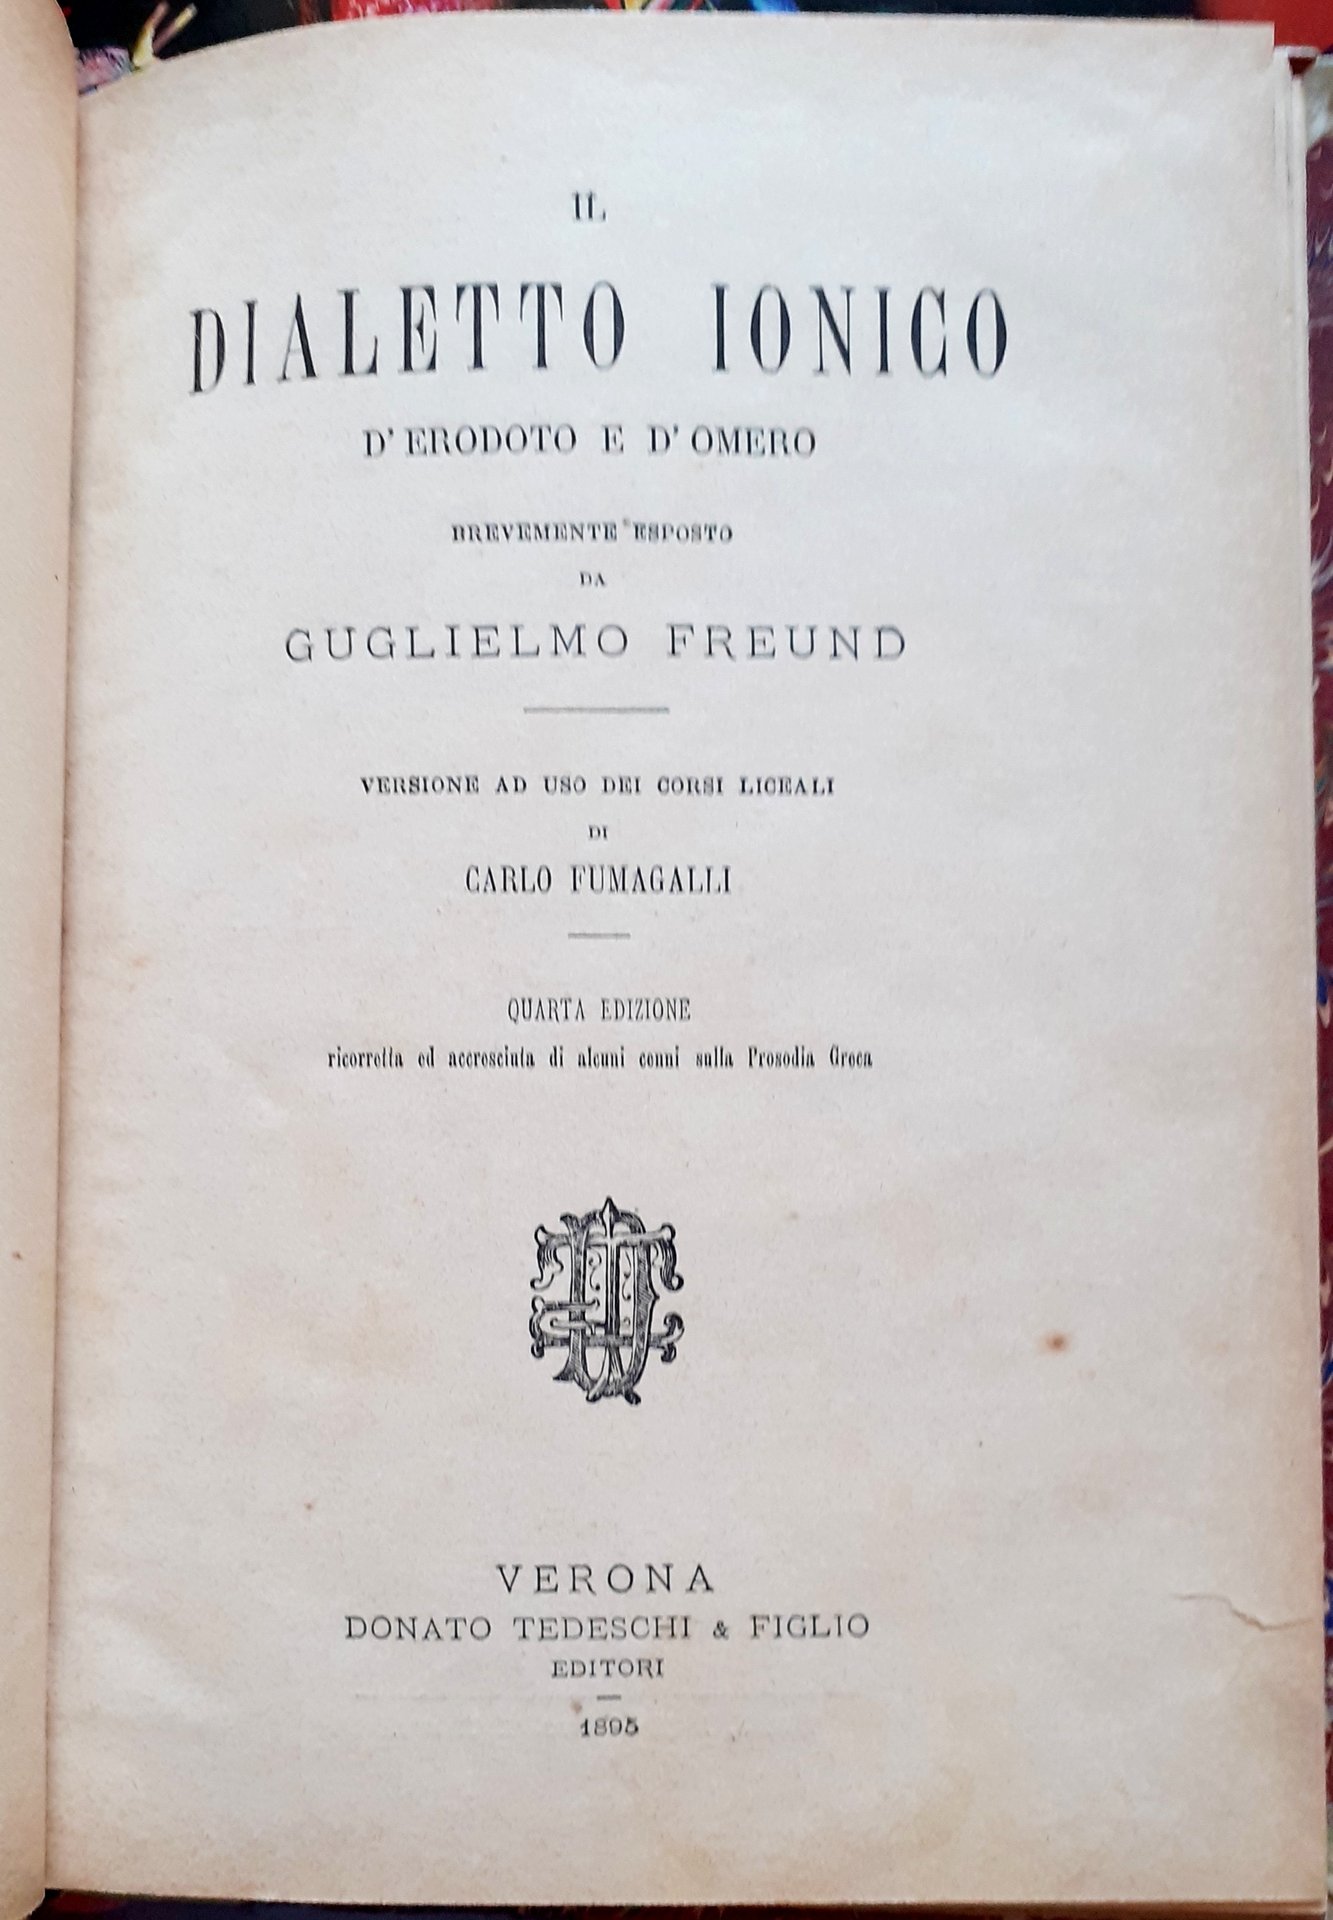 IL
DIALETTO IONICO
D' ERODOTO E D' OMERO
BREVEMENTE ESPOSTO
DA
GUGLIELMO FREUND
VERSIONE AD USO DEI CORSI LICEALI
DI
CARLO FUMAGALLI
QUARTA EDIZIONE
ricorretta ed accresciuta di alcuni cenni sulla Prosodia Greca
VERONA
DONATO TEDESCHI & FIGLIO
EDITORI
1895